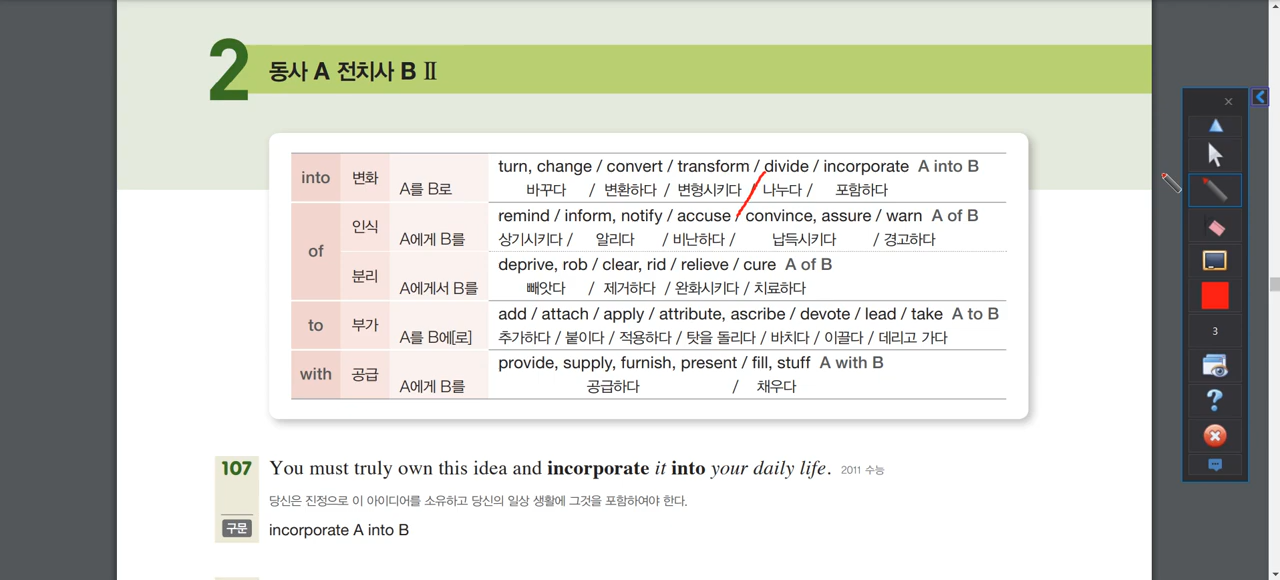 2 동사 A 전치사 B Ⅱ
into 변화 A를 B로 turn, change / convert / transform / divide / incorporate A into B
바꾸다 / 변환하다 / 변형시키다 / 나누다 / 포함하다
of 인식 A에게 B를 remind / inform, notify / accuse / convince, assure / warn A of B
상기시키다 / 알리다 / 비난하다 / 납득시키다 / 경고하다
분리 A에게서 B를 deprive, rob / clear, rid / relieve / cure A of B
빼앗다 / 제거하다 / 완화시키다 / 치료하다
to 부가 A를 B에[로] add / attach / apply / attribute, ascribe / devote / lead / take A to B
추가하다 / 붙이다 / 적용하다 / 탓을 돌리다 / 바치다 / 이끌다 / 데리고 가다
with 공급 A에게 B를 provide, supply, furnish, present / fill, stuff A with B
공급하다 / 채우다
107 You must truly own this idea and incorporate it into your daily life. 2011 수능
당신은 진정으로 이 아이디어를 소유하고 당신의 일상 생활에 그것을 포함하여야 한다.
구문 incorporate A into B
3
?